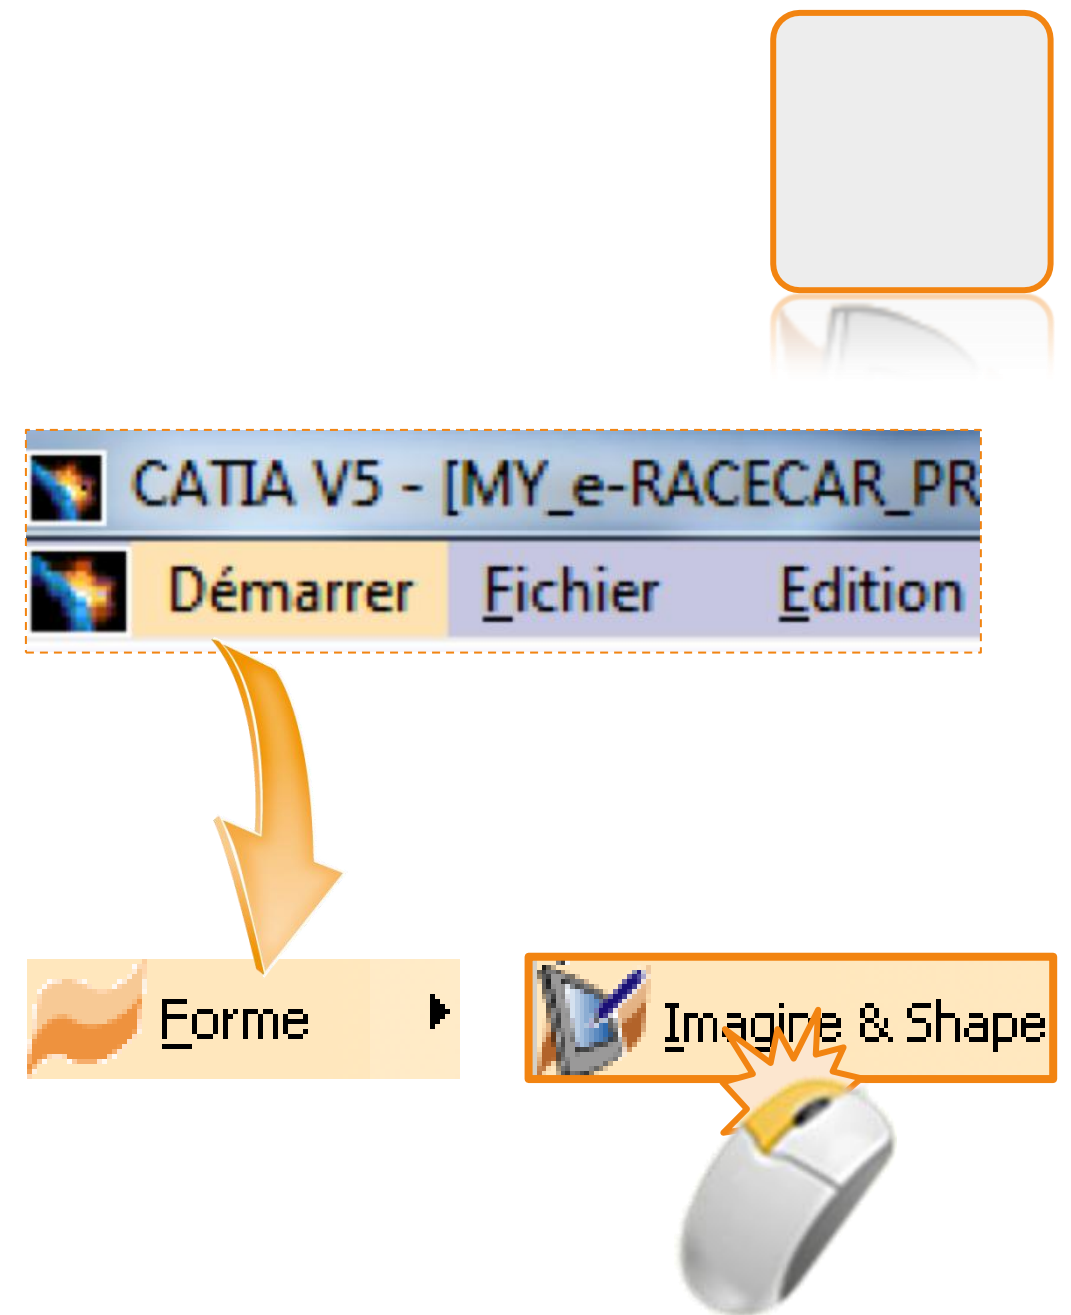 CATIA V5 - [MY_e-RACECAR_PR
Démarrer Fichier Edition
Forme
Imagine & Shape